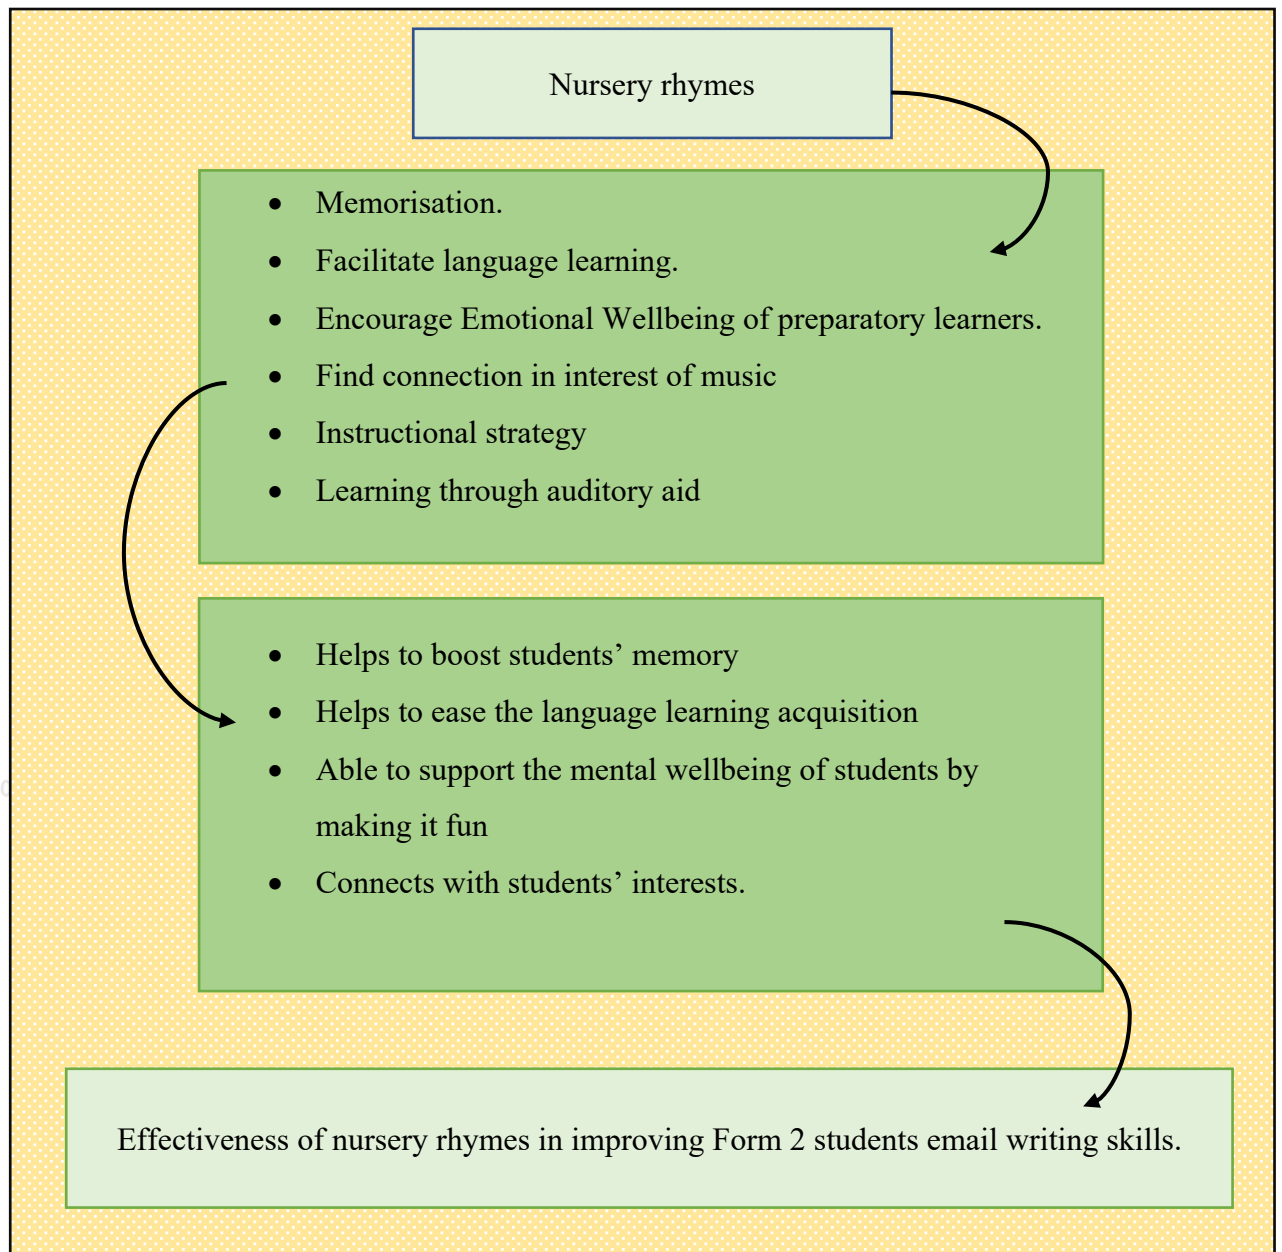 Nursery rhymes
• Memorisation.
• Facilitate language learning.
• Encourage Emotional Wellbeing of preparatory learners.
• Find connection in interest of music
• Instructional strategy
• Learning through auditory aid
• Helps to boost students’ memory
• Helps to ease the language learning acquisition
• Able to support the mental wellbeing of students by
making it fun
• Connects with students’ interests.
Effectiveness of nursery rhymes in improving Form 2 students email writing skills.